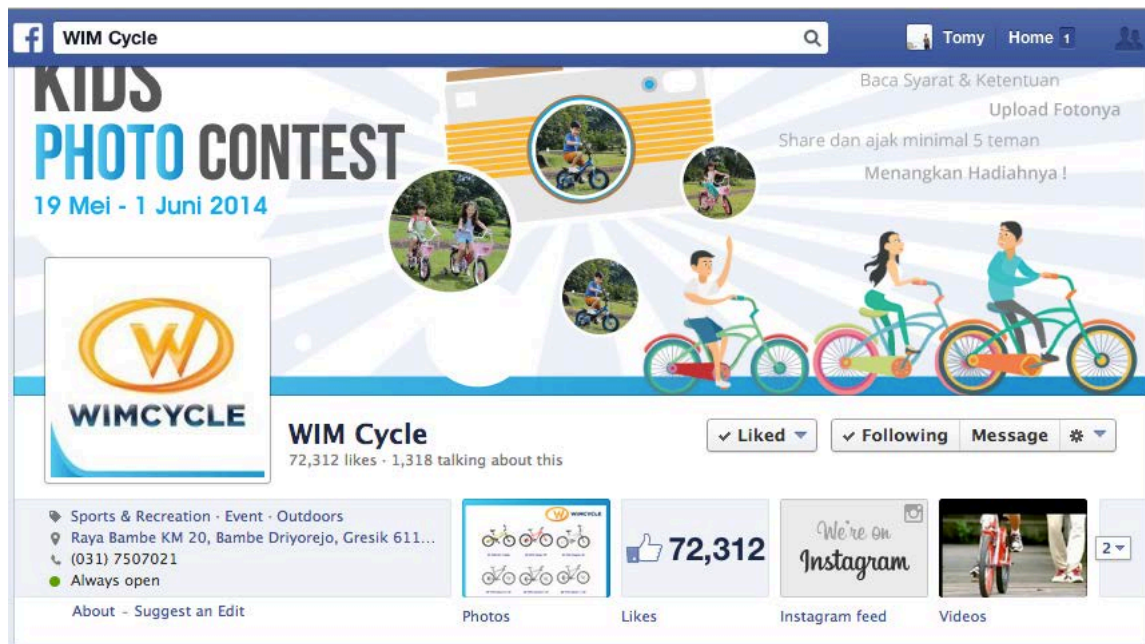 WIM Cycle
Tomy
Home 1
KIDS
PHOTO CONTEST
19 Mei - 1 Juni 2014
Baca Syarat & Ketentuan
Upload Fotonya
Share dan ajak minimal 5 teman
Menangkan Hadiahnya !
W
WIMCYCLE
WIM Cycle
72,312 likes · 1,318 talking about this
✓ Liked
✓ Following
Message
Sports & Recreation · Event · Outdoors
Raya Bambe KM 20, Bambe Driyorejo, Gresik 611...
(031) 7507021
Always open
About – Suggest an Edit
W WIMCYCLE
Photos
72,312
Likes
We're on
Instagram
Instagram feed
Videos
2